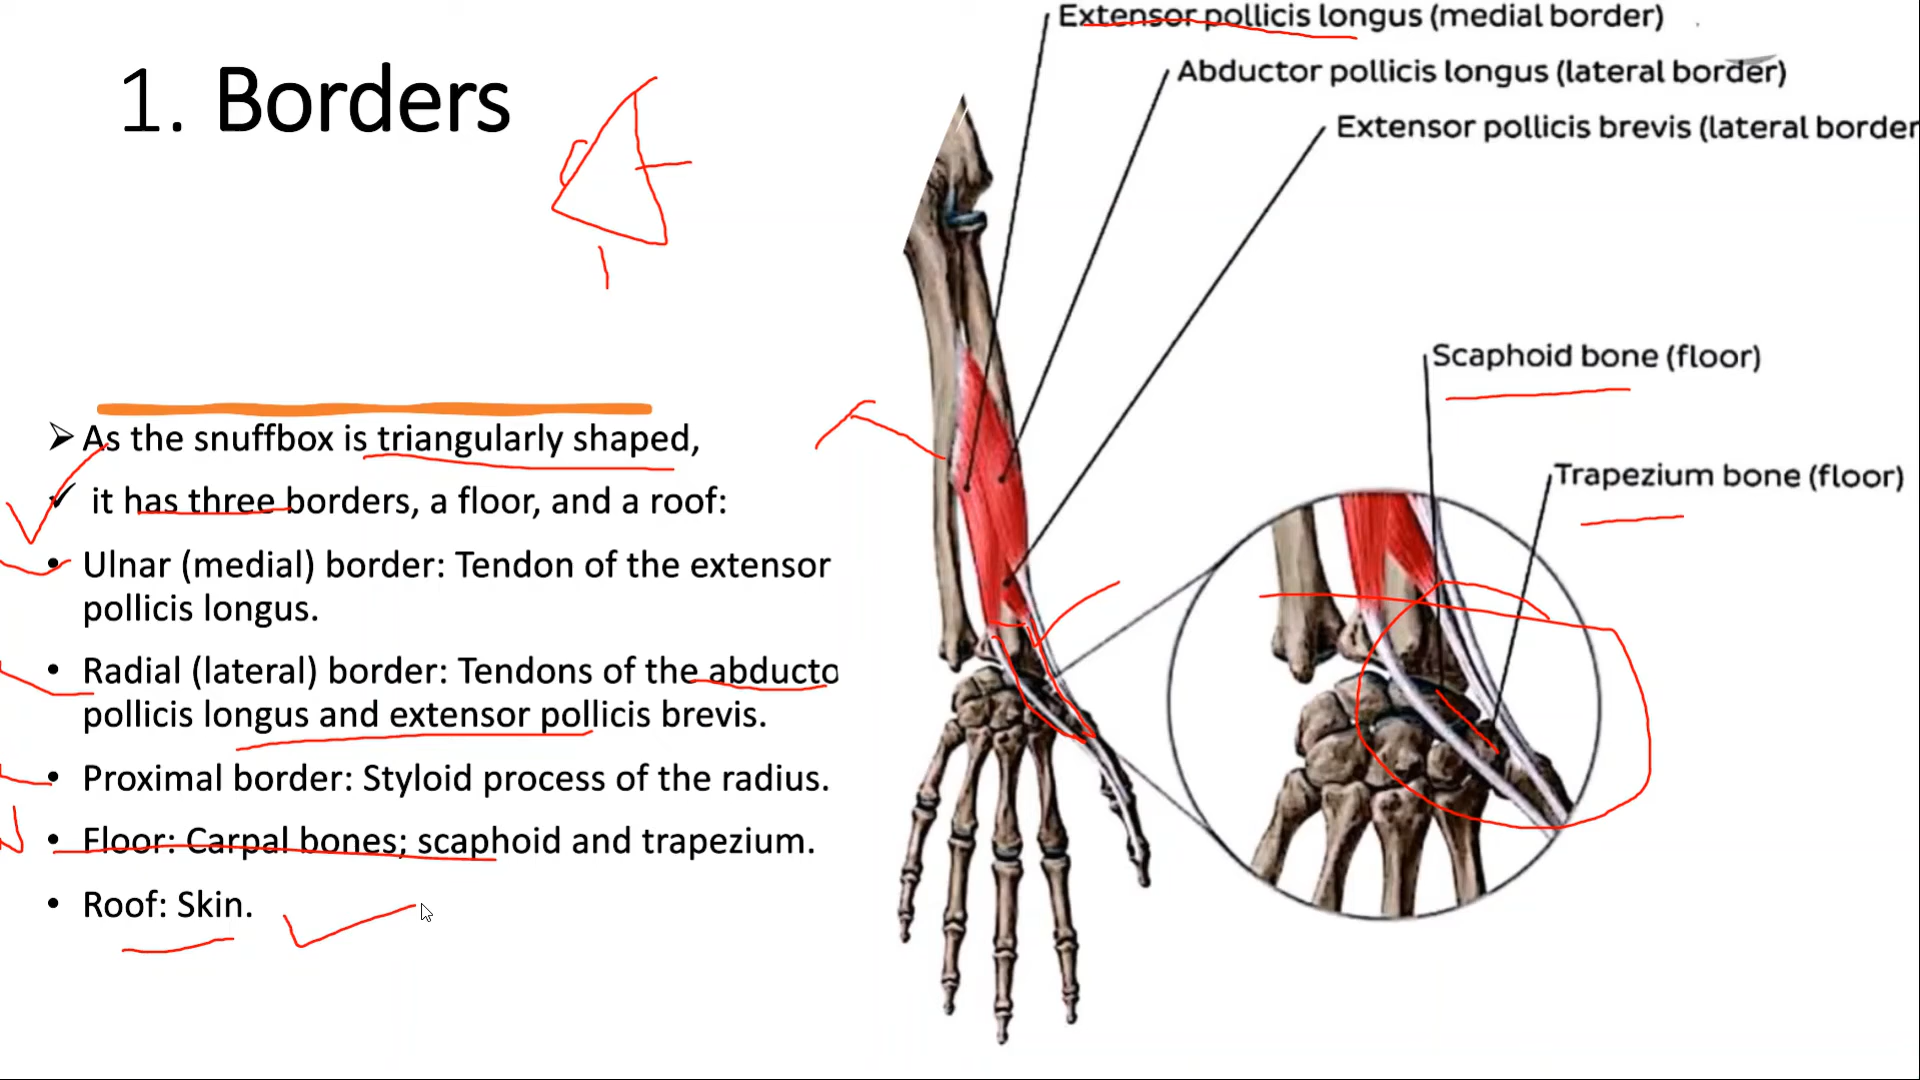 1. Borders
As the snuffbox is triangularly shaped,
it has three borders, a floor, and a roof:
Ulnar (medial) border: Tendon of the extensor
pollicis longus.
Radial (lateral) border: Tendons of the abducto
pollicis longus and extensor pollicis brevis.
Proximal border: Styloid process of the radius.
Floor: Carpal bones; scaphoid and trapezium.
Roof: Skin.
Extensor pollicis longus (medial border)
Abductor pollicis longus (lateral border)
Extensor pollicis brevis (lateral border
Scaphoid bone (floor)
Trapezium bone (floor)